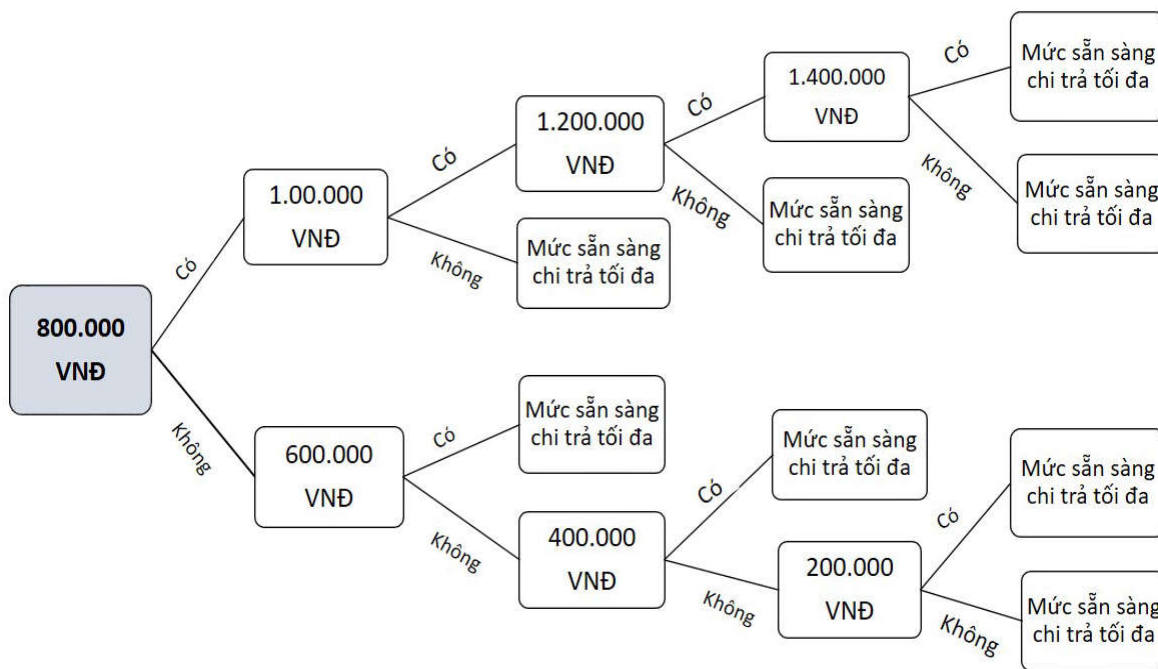 800.000
VNĐ
Có
Không
1.00.000
VNĐ
Có
Không
1.200.000
VNĐ
Có
Không
1.400.000
VNĐ
Có
Không
Mức sẵn sàng
chi trả tối đa
Mức sẵn sàng
chi trả tối đa
Mức sẵn sàng
chi trả tối đa
Mức sẵn sàng
chi trả tối đa
600.000
VNĐ
Có
Không
Mức sẵn sàng
chi trả tối đa
400.000
VNĐ
Có
Không
Mức sẵn sàng
chi trả tối đa
200.000
VNĐ
Có
Không
Mức sẵn sàng
chi trả tối đa
Mức sẵn sàng
chi trả tối đa